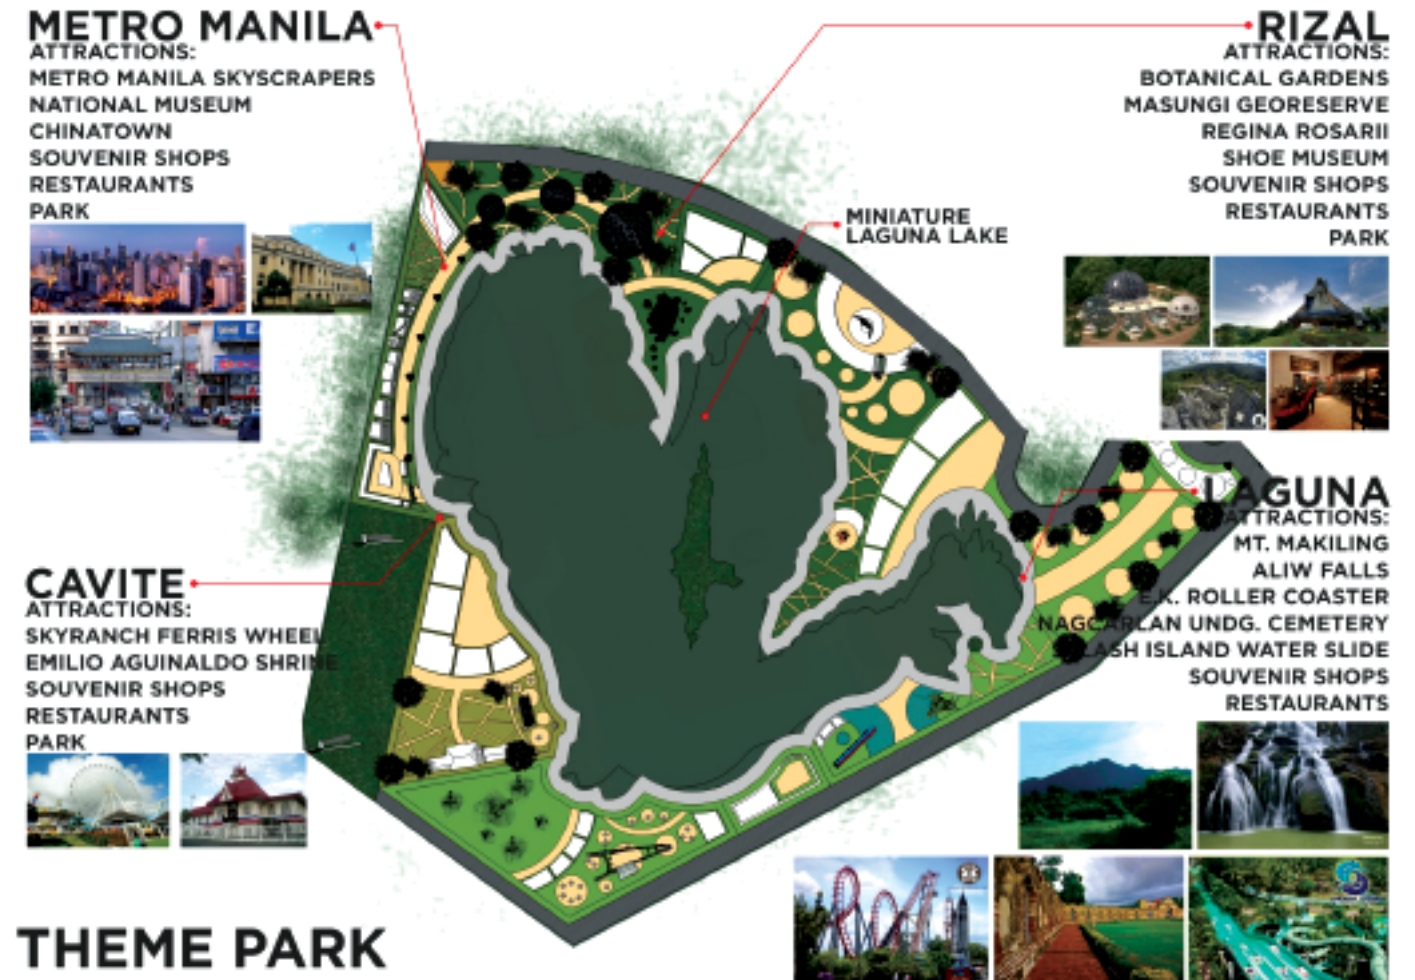 METRO MANILA
ATTRACTIONS:
METRO MANILA SKYSCRAPERS
NATIONAL MUSEUM
CHINATOWN
SOUVENIR SHOPS
RESTAURANTS
PARK
RIZAL
ATTRACTIONS:
BOTANICAL GARDENS
MASUNGI GEORESERVE
REGINA ROSARII
SHOE MUSEUM
SOUVENIR SHOPS
RESTAURANTS
PARK
MINIATURE
LAGUNA LAKE
LAGUNA
ATTRACTIONS:
MT. MAKILING
ALIW FALLS
E.K. ROLLER COASTER
NAGCARLAN UNDG. CEMETERY
SPLASH ISLAND WATER SLIDE
SOUVENIR SHOPS
RESTAURANTS
CAVITE
ATTRACTIONS:
SKYRANCH FERRIS WHEEL
EMILIO AGUINALDO SHRINE
SOUVENIR SHOPS
RESTAURANTS
PARK
THEME PARK